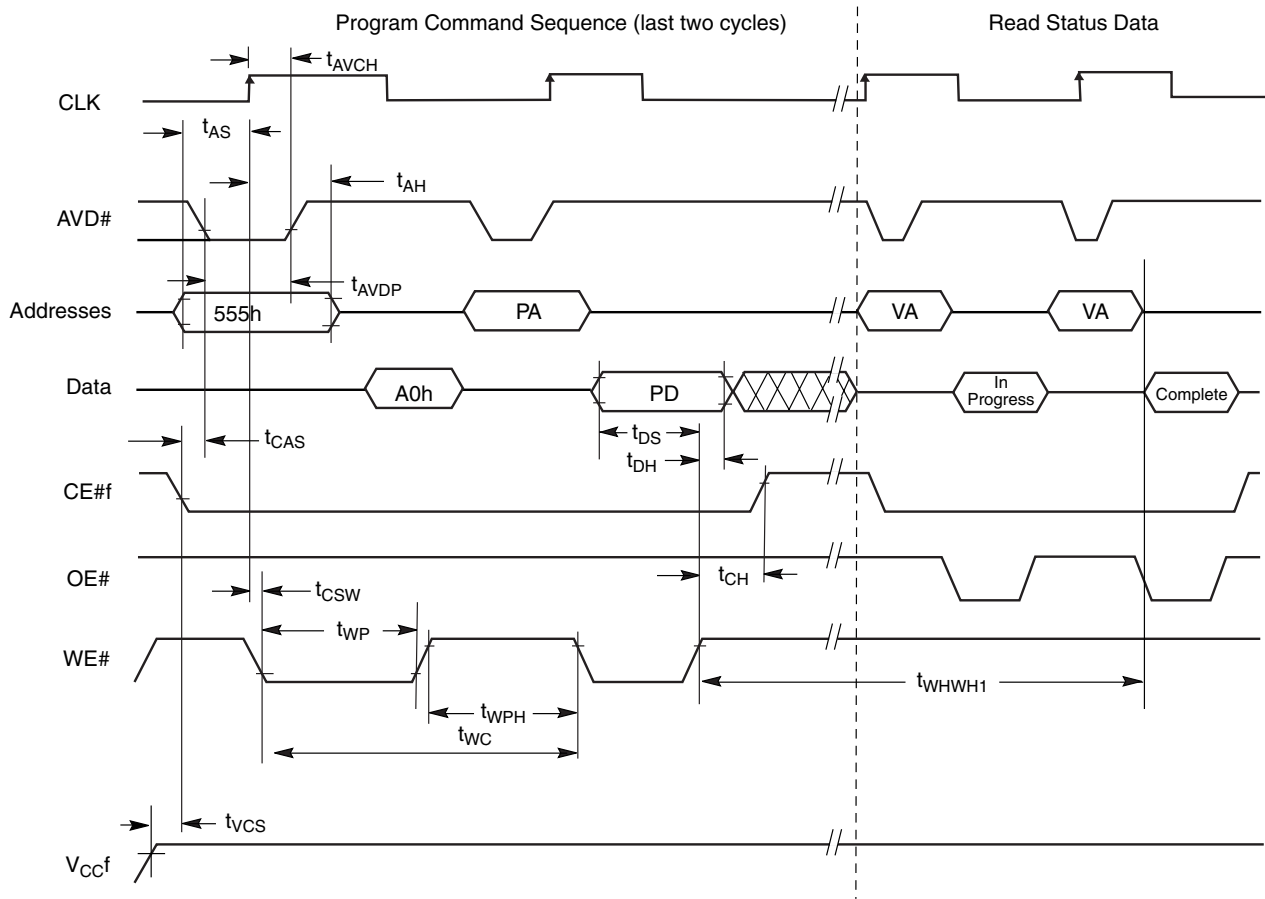 Program Command Sequence (last two cycles)
Read Status Data
tAVCH
CLK
tAS
tAH
AVD#
tAVDP
Addresses
555h
PA
VA
VA
Data
A0h
PD
In
Progress
Complete
tCAS
tDS
tDH
CE#f
OE#
tCH
tCSW
tWP
WE#
tWHWH1
tWPH
tWC
tVCS
VCCf